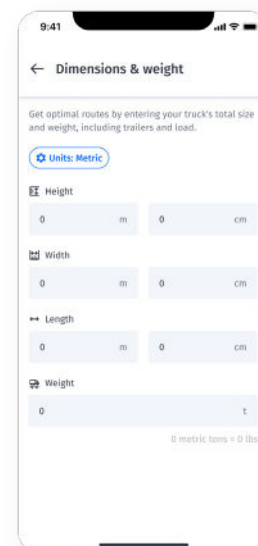 9:41
Dimensions & weight
Get optimal routes by entering your truck's total size
and weight, including trailers and load.
Units: Metric
Height
0 m 0 cm
Width
0 m 0 cm
Length
0 m 0 cm
Weight
0 t
0 metric tons = 0 lbs